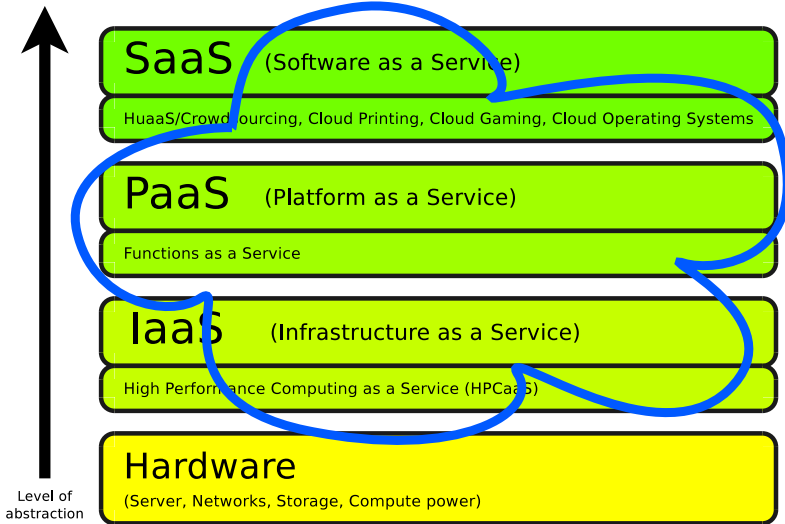 SaaS (Software as a Service)
HuaaS/Crowdsourcing, Cloud Printing, Cloud Gaming, Cloud Operating Systems
PaaS (Platform as a Service)
Functions as a Service
IaaS (Infrastructure as a Service)
High Performance Computing as a Service (HPCaaS)
Hardware
(Server, Networks, Storage, Compute power)
Level of
abstraction